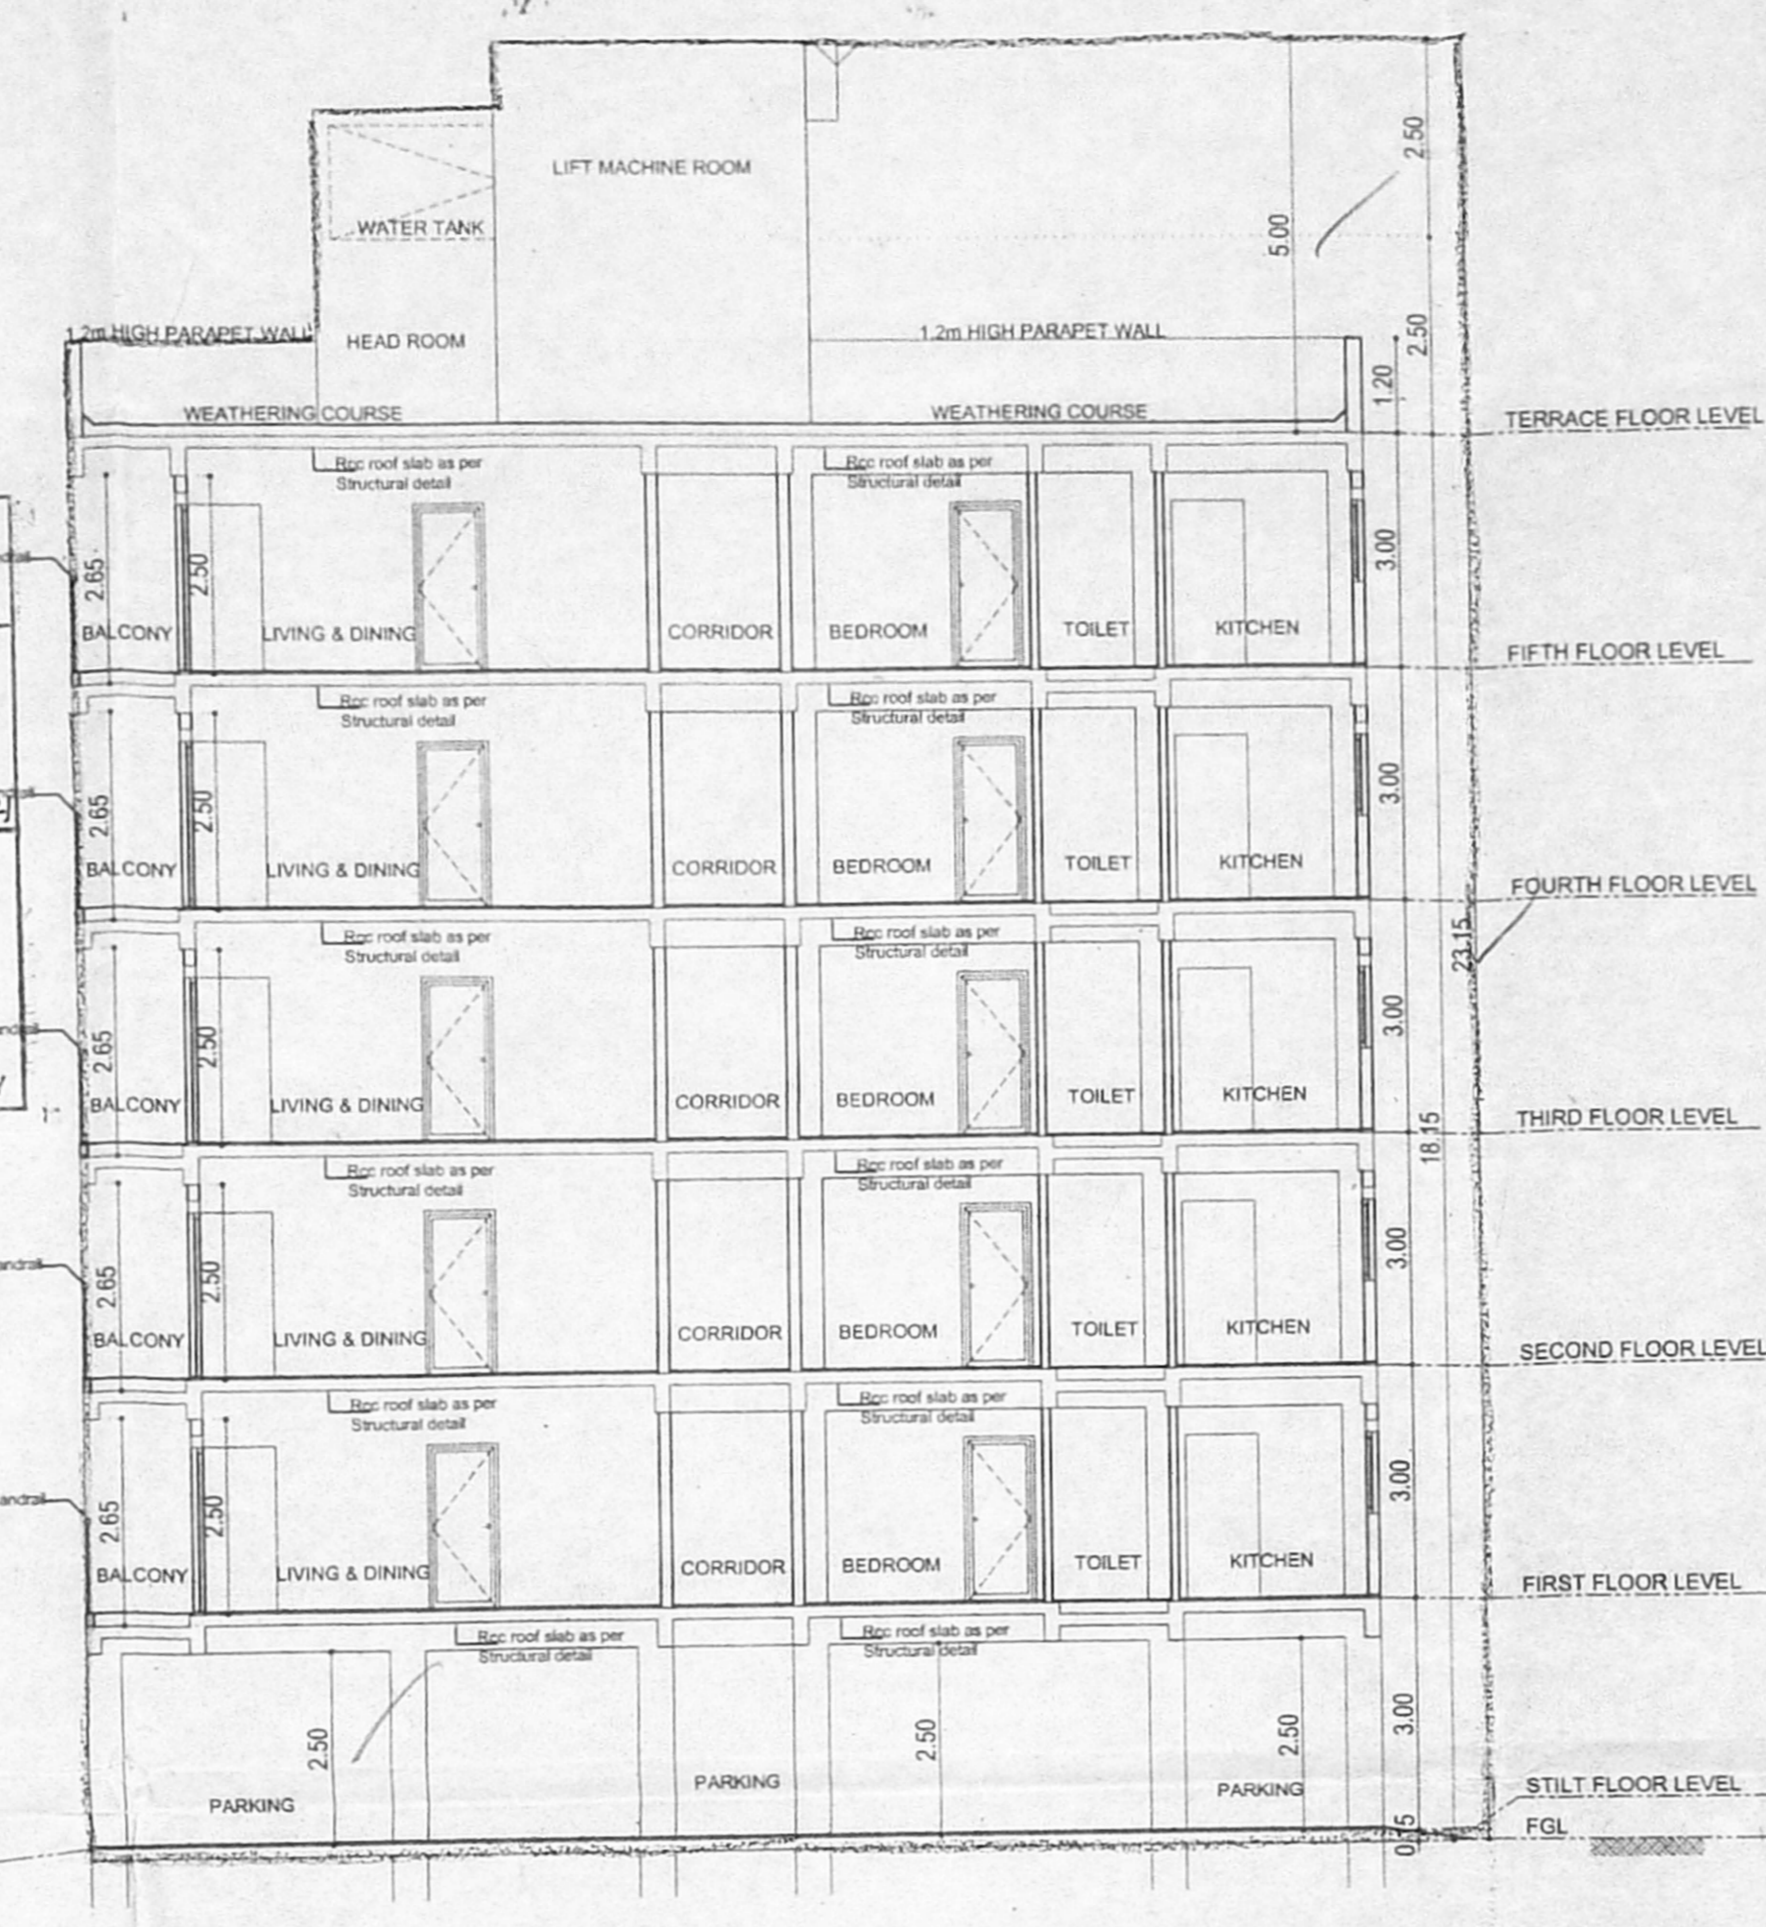 LIFT MACHINE ROOM
2.50
WATER TANK
5.00
1.2m HIGH PARAPET WALL
HEAD ROOM
1.2m HIGH PARAPET WALL
2.50
1.20
WEATHERING COURSE
WEATHERING COURSE
TERRACE FLOOR LEVEL
Rcc roof slab as per
Structural detail
Rcc roof slab as per
Structural detail
2.65
2.50
3.00
BALCONY
LIVING & DINING
CORRIDOR
BEDROOM
TOILET
KITCHEN
FIFTH FLOOR LEVEL
Rcc roof slab as per
Structural detail
Rcc roof slab as per
Structural detail
2.65
2.50
3.00
BALCONY
LIVING & DINING
CORRIDOR
BEDROOM
TOILET
KITCHEN
FOURTH FLOOR LEVEL
23.15
Rcc roof slab as per
Structural detail
Rcc roof slab as per
Structural detail
2.65
2.50
3.00
BALCONY
LIVING & DINING
CORRIDOR
BEDROOM
TOILET
KITCHEN
THIRD FLOOR LEVEL
18.15
Rcc roof slab as per
Structural detail
Rcc roof slab as per
Structural detail
2.65
2.50
3.00
BALCONY
LIVING & DINING
CORRIDOR
BEDROOM
TOILET
KITCHEN
SECOND FLOOR LEVEL
Rcc roof slab as per
Structural detail
Rcc roof slab as per
Structural detail
2.65
2.50
3.00
BALCONY
LIVING & DINING
CORRIDOR
BEDROOM
TOILET
KITCHEN
FIRST FLOOR LEVEL
Rcc roof slab as per
Structural detail
Rcc roof slab as per
Structural detail
2.50
2.50
2.50
3.00
PARKING
PARKING
PARKING
STILT FLOOR LEVEL
FGL
0.15